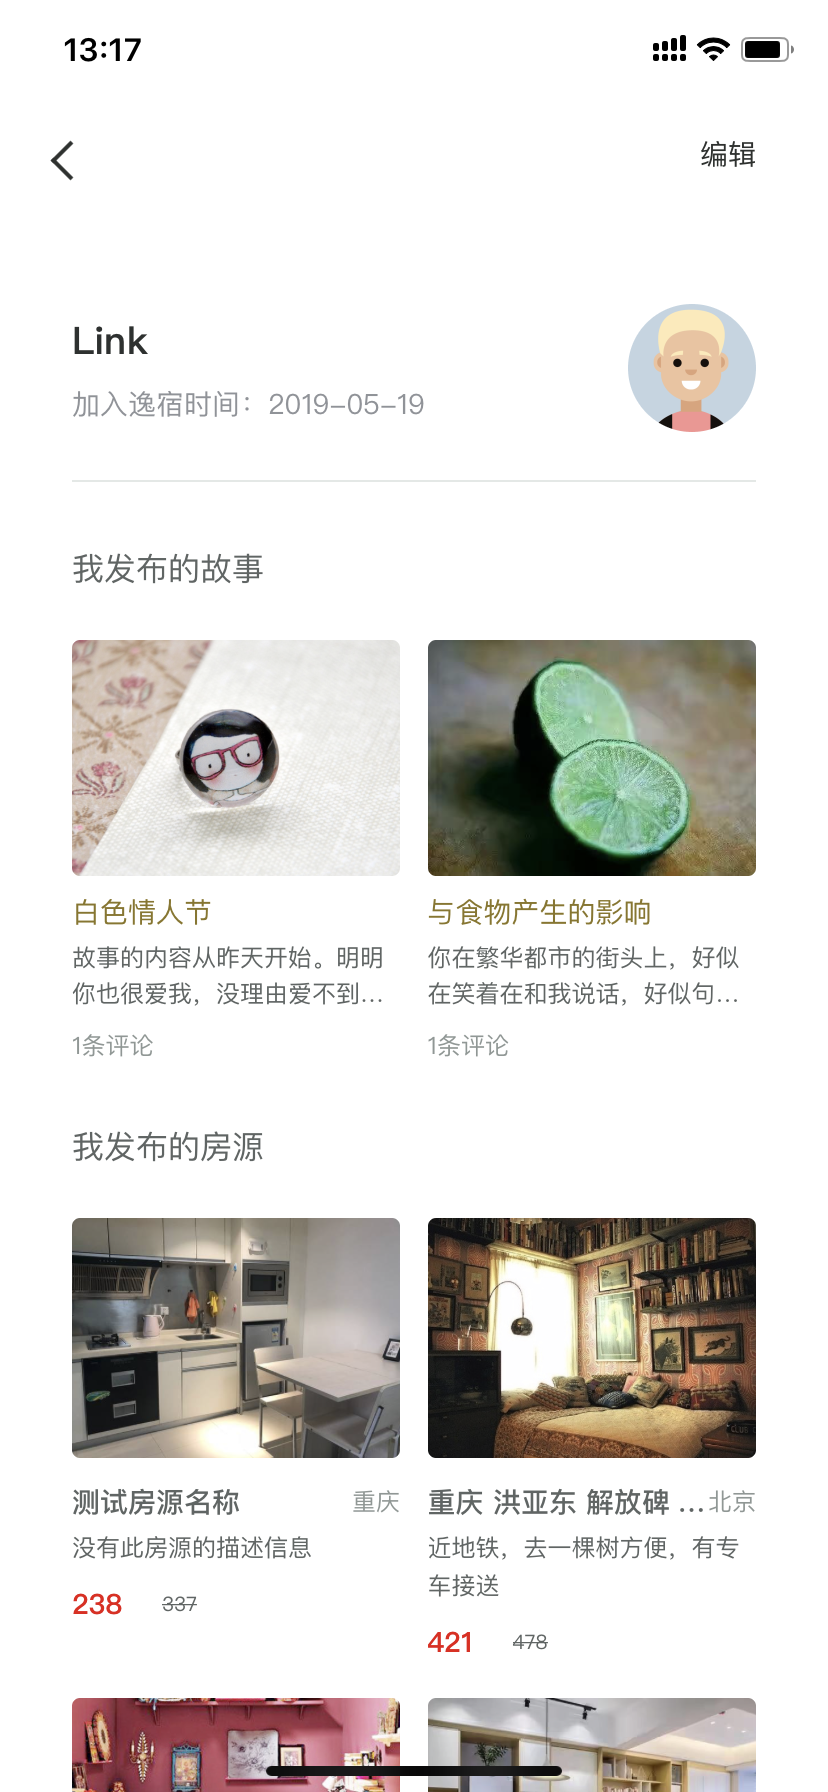 13:17
编辑
Link
加入逸宿时间：2019-05-19
我发布的故事
白色情人节
故事的内容从昨天开始。明明
你也很爱我，没理由爱不到...
1条评论
与食物产生的影响
你在繁华都市的街头上，好似
在笑着在和我说话，好似句...
1条评论
我发布的房源
测试房源名称 重庆
没有此房源的描述信息
238 337
重庆 洪亚东 解放碑 ... 北京
近地铁，去一棵树方便，有专
车接送
421 478